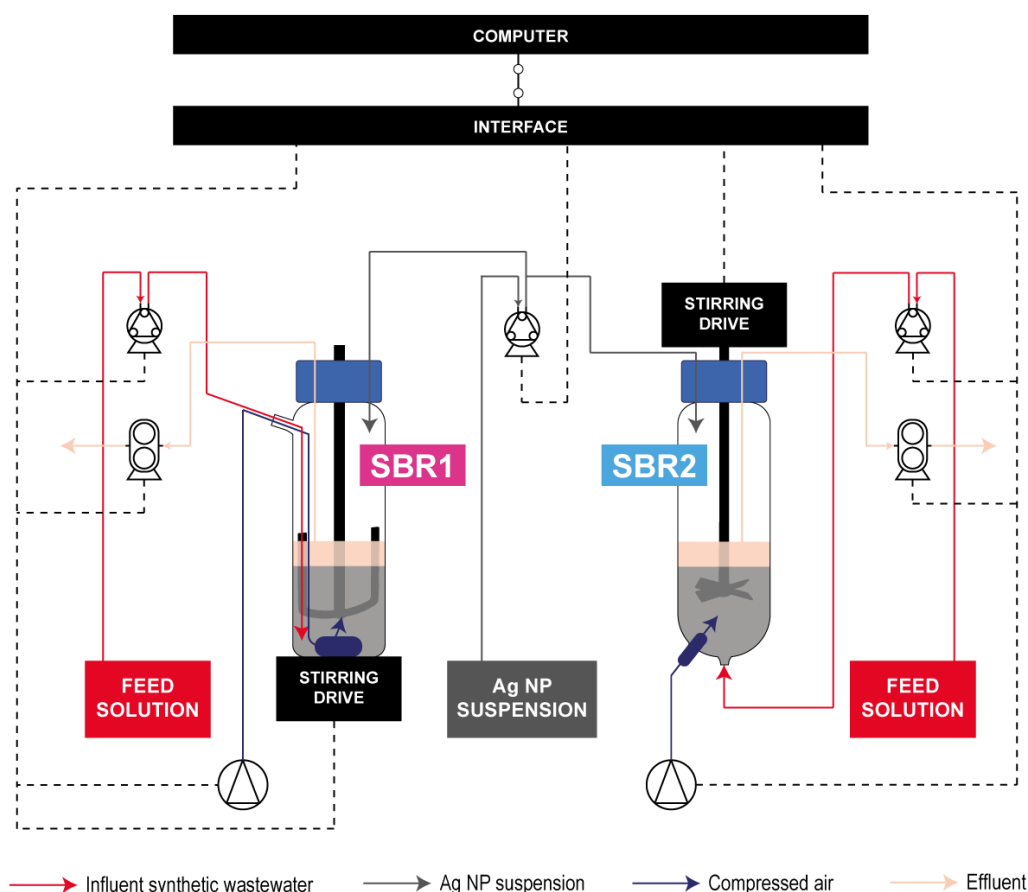 COMPUTER
INTERFACE
STIRRING
DRIVE
SBR1
SBR2
FEED
SOLUTION
STIRRING
DRIVE
Ag NP
SUSPENSION
FEED
SOLUTION
Influent synthetic wastewater
Ag NP suspension
Compressed air
Effluent